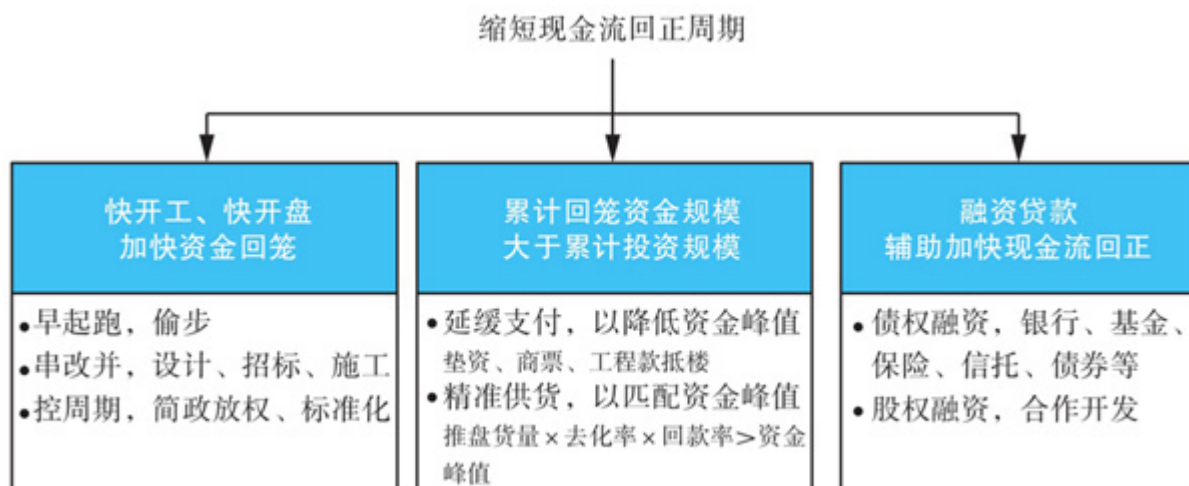 缩短现金流回正周期
快开工、快开盘
加快资金回笼
•早起跑，偷步
•串改并，设计、招标、施工
•控周期，简政放权、标准化
累计回笼资金规模
大于累计投资规模
•延缓支付，以降低资金峰值
垫资、商票、工程款抵楼
•精准供货，以匹配资金峰值
推盘货量×去化率×回款率>资金
峰值
融资贷款
辅助加快现金流回正
•债权融资，银行、基金、
保险、信托、债券等
•股权融资，合作开发